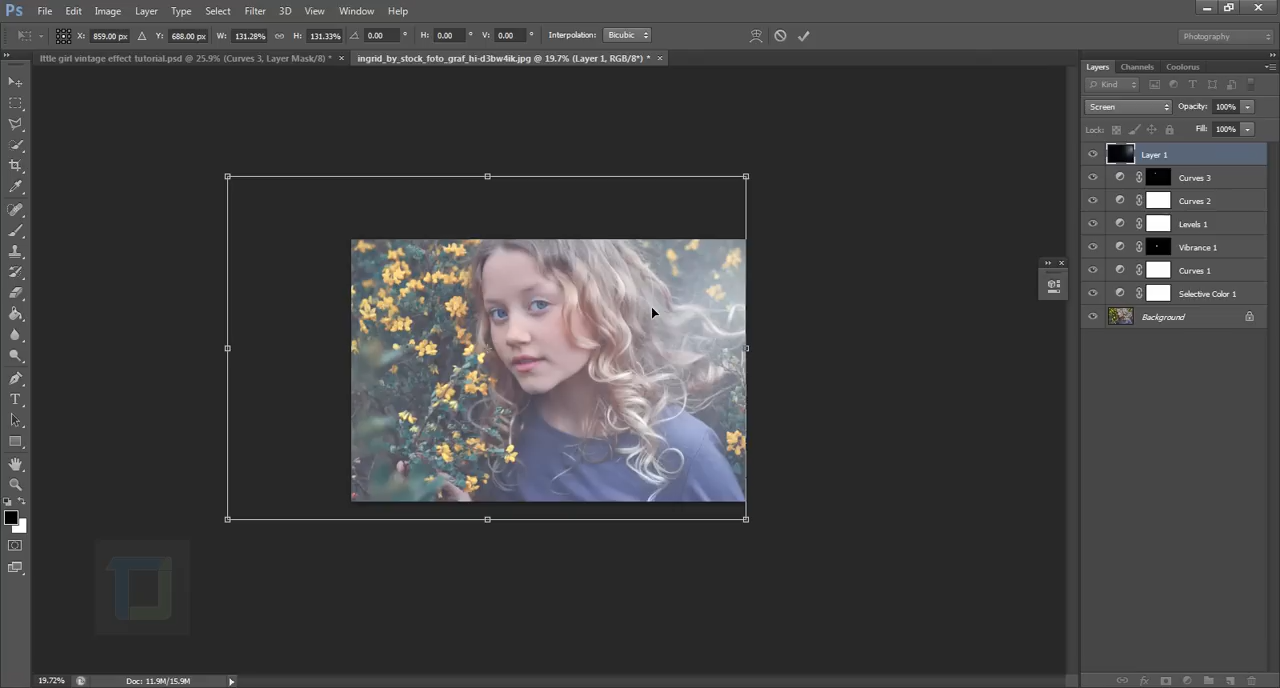 Ps File Edit Image Layer Type Select Filter 3D View Window Help
X: 859.00 px Y: 688.00 px W: 131.28% H: 131.33% 0.00 ° H: 0.00 ° V: 0.00 ° Interpolation: Bicubic Photography
little girl vintage effect tutorial.psd @ 25.9% (Curves 3, Layer Mask/8) * × ingrid_by_stock_foto_graf_hi-d3bw4ik.jpg @ 19.7% (Layer 1, RGB/8*) * ×
Layers Channels Coolorus
Kind
Screen Opacity: 100%
Lock: Fill: 100%
Layer 1
Curves 3
Curves 2
Levels 1
Vibrance 1
Curves 1
Selective Color 1
Background
19.72% Doc: 11.9M/15.9M